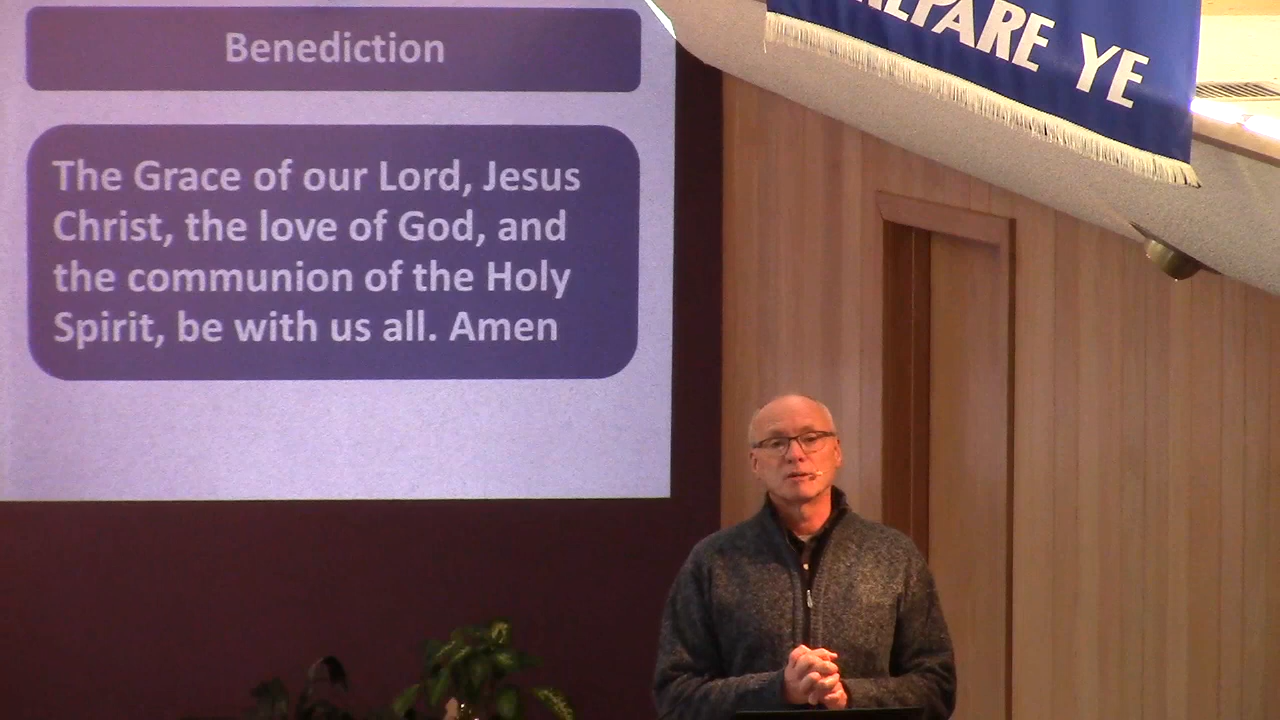 Benediction
The Grace of our Lord, Jesus
Christ, the love of God, and
the communion of the Holy
Spirit, be with us all. Amen
YE